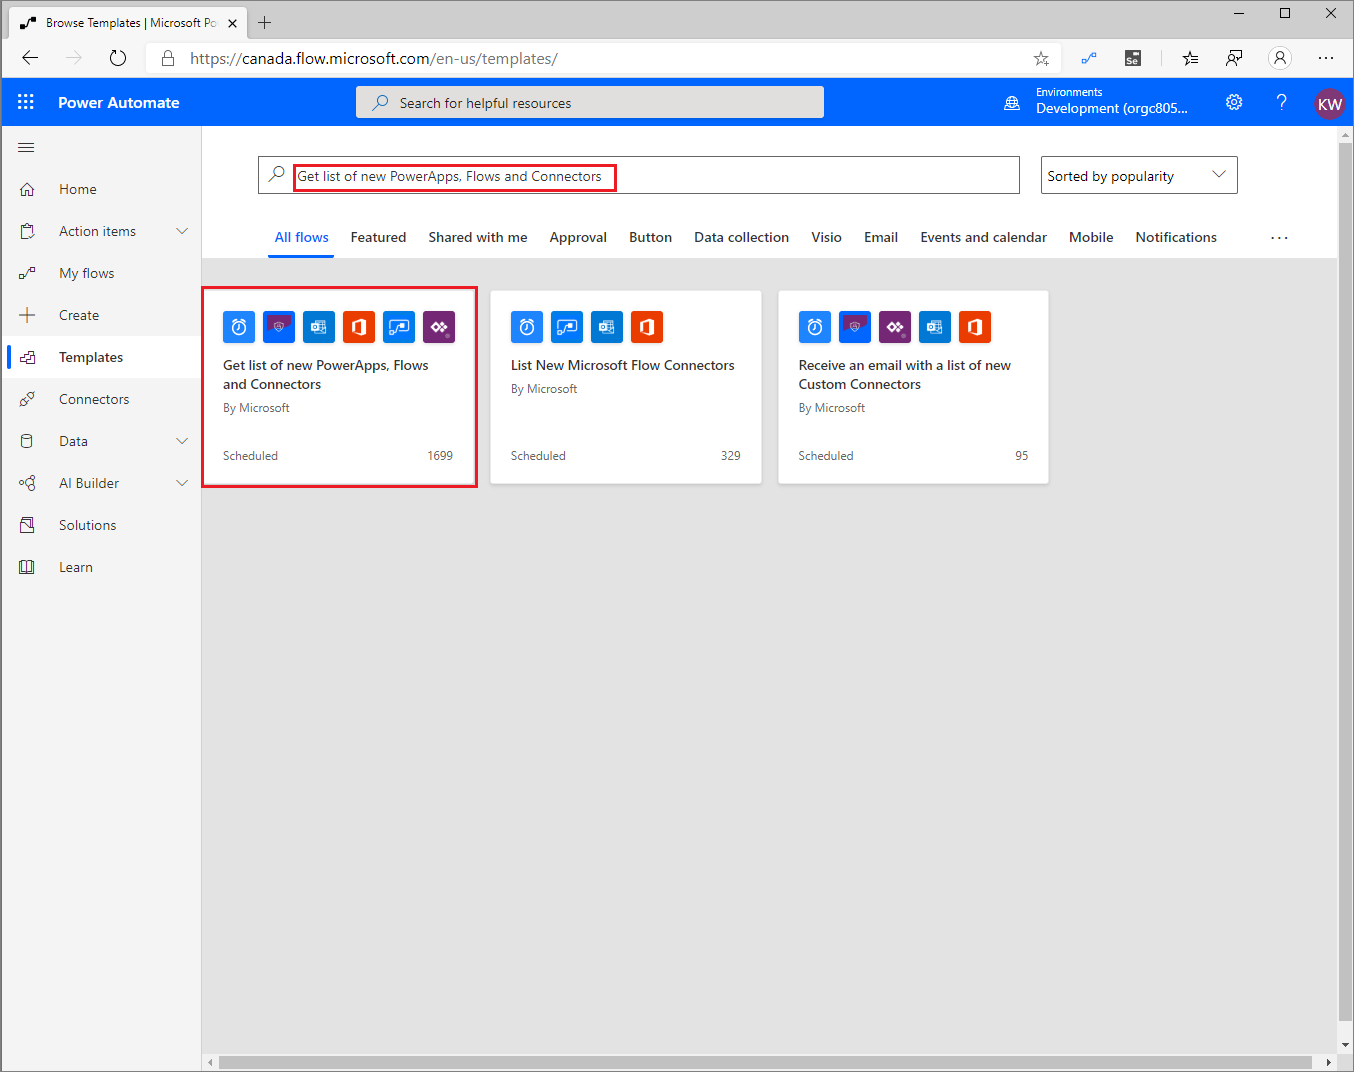 Browse Templates | Microsoft Po
https://canada.flow.microsoft.com/en-us/templates/
Se
Power Automate
Search for helpful resources
Environments
Development (orgc805...
?
KW
Get list of new PowerApps, Flows and Connectors
Sorted by popularity
Home
Action items
My flows
Create
Templates
Connectors
Data
AI Builder
Solutions
Learn
All flows
Featured
Shared with me
Approval
Button
Data collection
Visio
Email
Events and calendar
Mobile
Notifications
...
Get list of new PowerApps, Flows
and Connectors
By Microsoft
Scheduled
1699
List New Microsoft Flow Connectors
By Microsoft
Scheduled
329
Receive an email with a list of new
Custom Connectors
By Microsoft
Scheduled
95